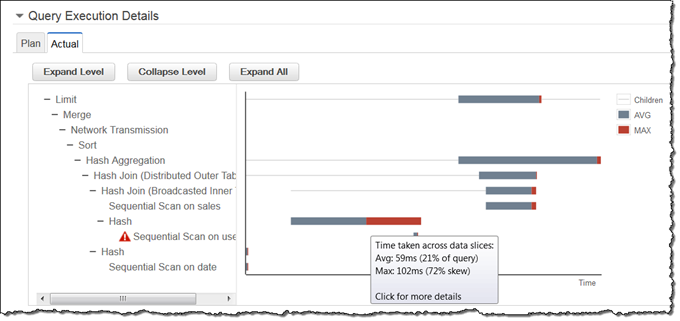 Query Execution Details
Plan
Actual
Expand Level
Collapse Level
Expand All
Limit
Merge
Network Transmission
Sort
Hash Aggregation
Hash Join (Distributed Outer Tab
Hash Join (Broadcasted Inner
Sequential Scan on sales
Hash
Sequential Scan on use
Hash
Sequential Scan on date
Children
AVG
MAX
Time taken across data slices:
Avg: 59ms (21% of query)
Max: 102ms (72% skew)
Click for more details
Time